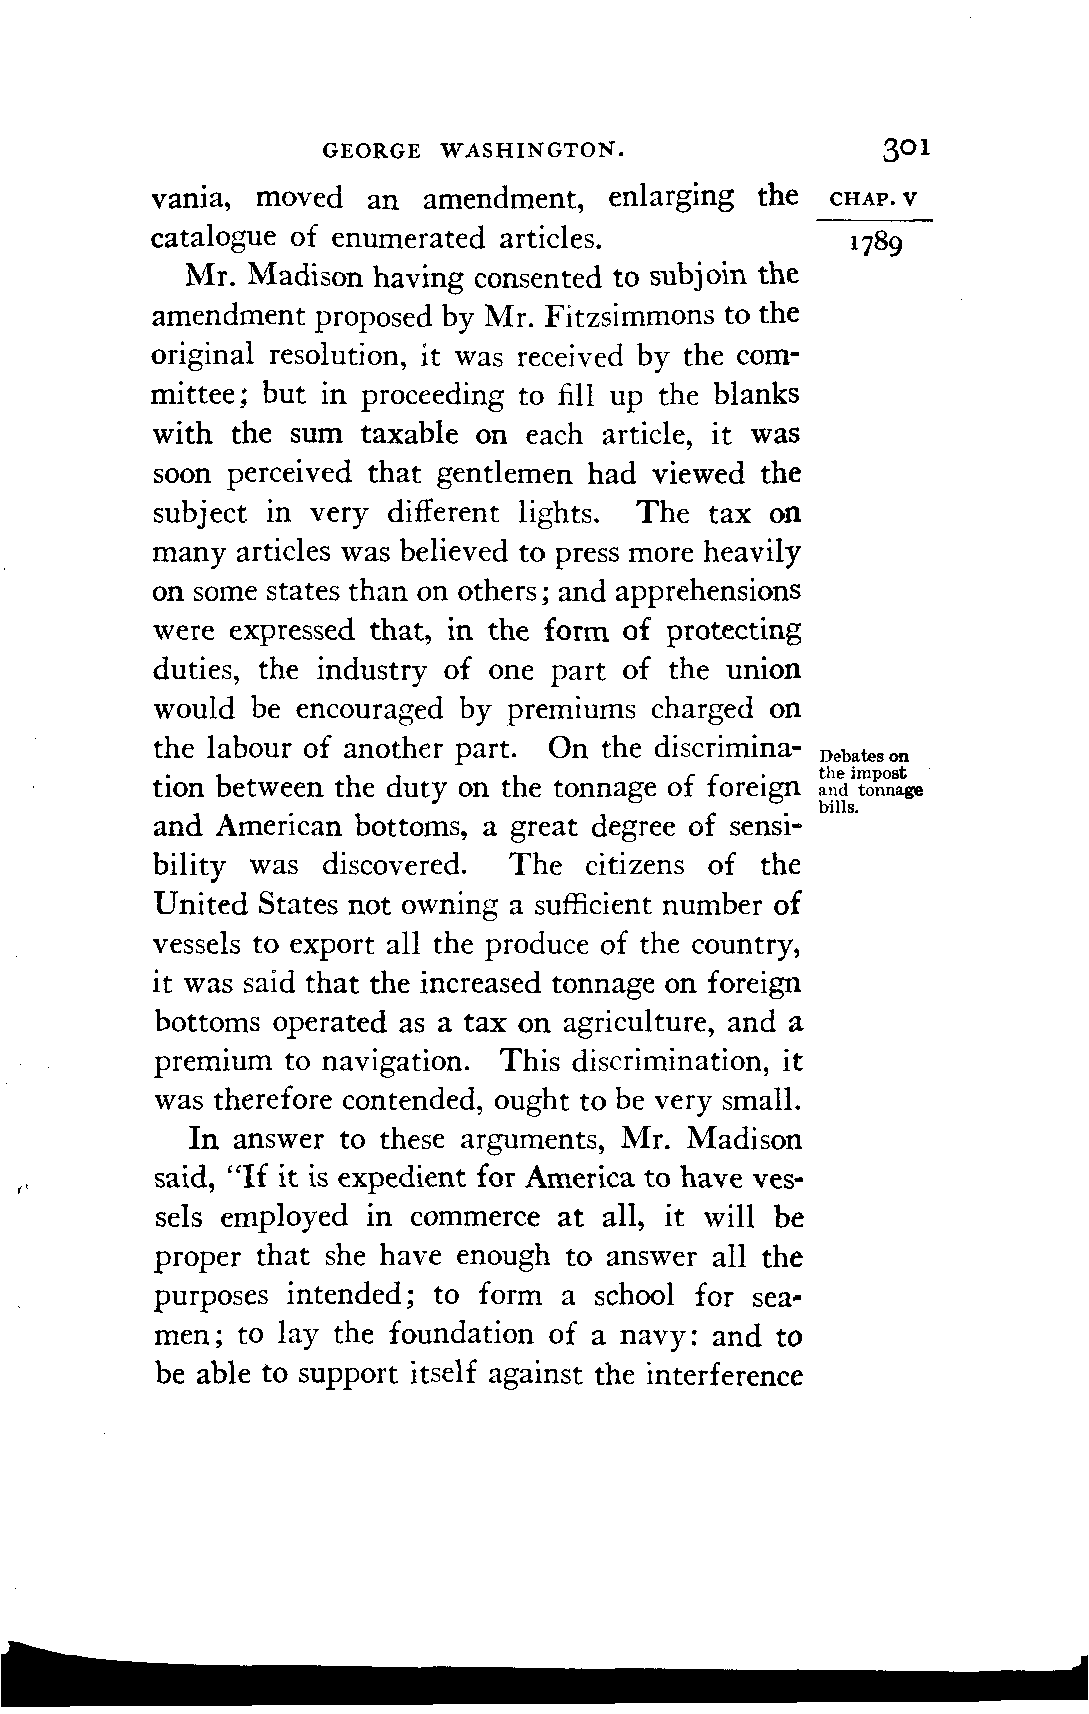 GEORGE WASHINGTON. 301
vania, moved an amendment, enlarging the
catalogue of enumerated articles.
CHAP. V
1789
Mr. Madison having consented to subjoin the
amendment proposed by Mr. Fitzsimmons to the
original resolution, it was received by the com-
mittee; but in proceeding to fill up the blanks
with the sum taxable on each article, it was
soon perceived that gentlemen had viewed the
subject in very different lights. The tax on
many articles was believed to press more heavily
on some states than on others; and apprehensions
were expressed that, in the form of protecting
duties, the industry of one part of the union
would be encouraged by premiums charged on
the labour of another part. On the discrimina-
tion between the duty on the tonnage of foreign
and American bottoms, a great degree of sensi-
bility was discovered. The citizens of the
United States not owning a sufficient number of
vessels to export all the produce of the country,
it was said that the increased tonnage on foreign
bottoms operated as a tax on agriculture, and a
premium to navigation. This discrimination, it
was therefore contended, ought to be very small.
Debates on
the impost
and tonnage
bills.
In answer to these arguments, Mr. Madison
said, "If it is expedient for America to have ves-
sels employed in commerce at all, it will be
proper that she have enough to answer all the
purposes intended; to form a school for sea-
men; to lay the foundation of a navy: and to
be able to support itself against the interference